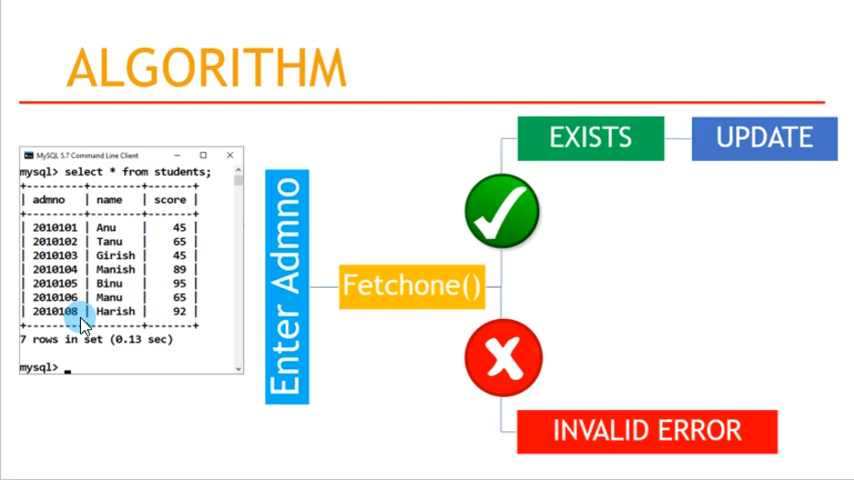 ALGORITHM
MySQL 5.7 Command Line Client
mysql> select * from students;
+---------+--------+-------+
| admno | name | score |
+---------+--------+-------+
| 2010101 | Anu | 45 |
| 2010102 | Tanu | 65 |
| 2010103 | Girish | 45 |
| 2010104 | Manish | 89 |
| 2010105 | Binu | 95 |
| 2010106 | Manu | 65 |
| 2010108 | Harish | 92 |
+---------+--------+-------+
7 rows in set (0.13 sec)
mysql> _
Enter Admno
Fetchone()
EXISTS
UPDATE
INVALID ERROR